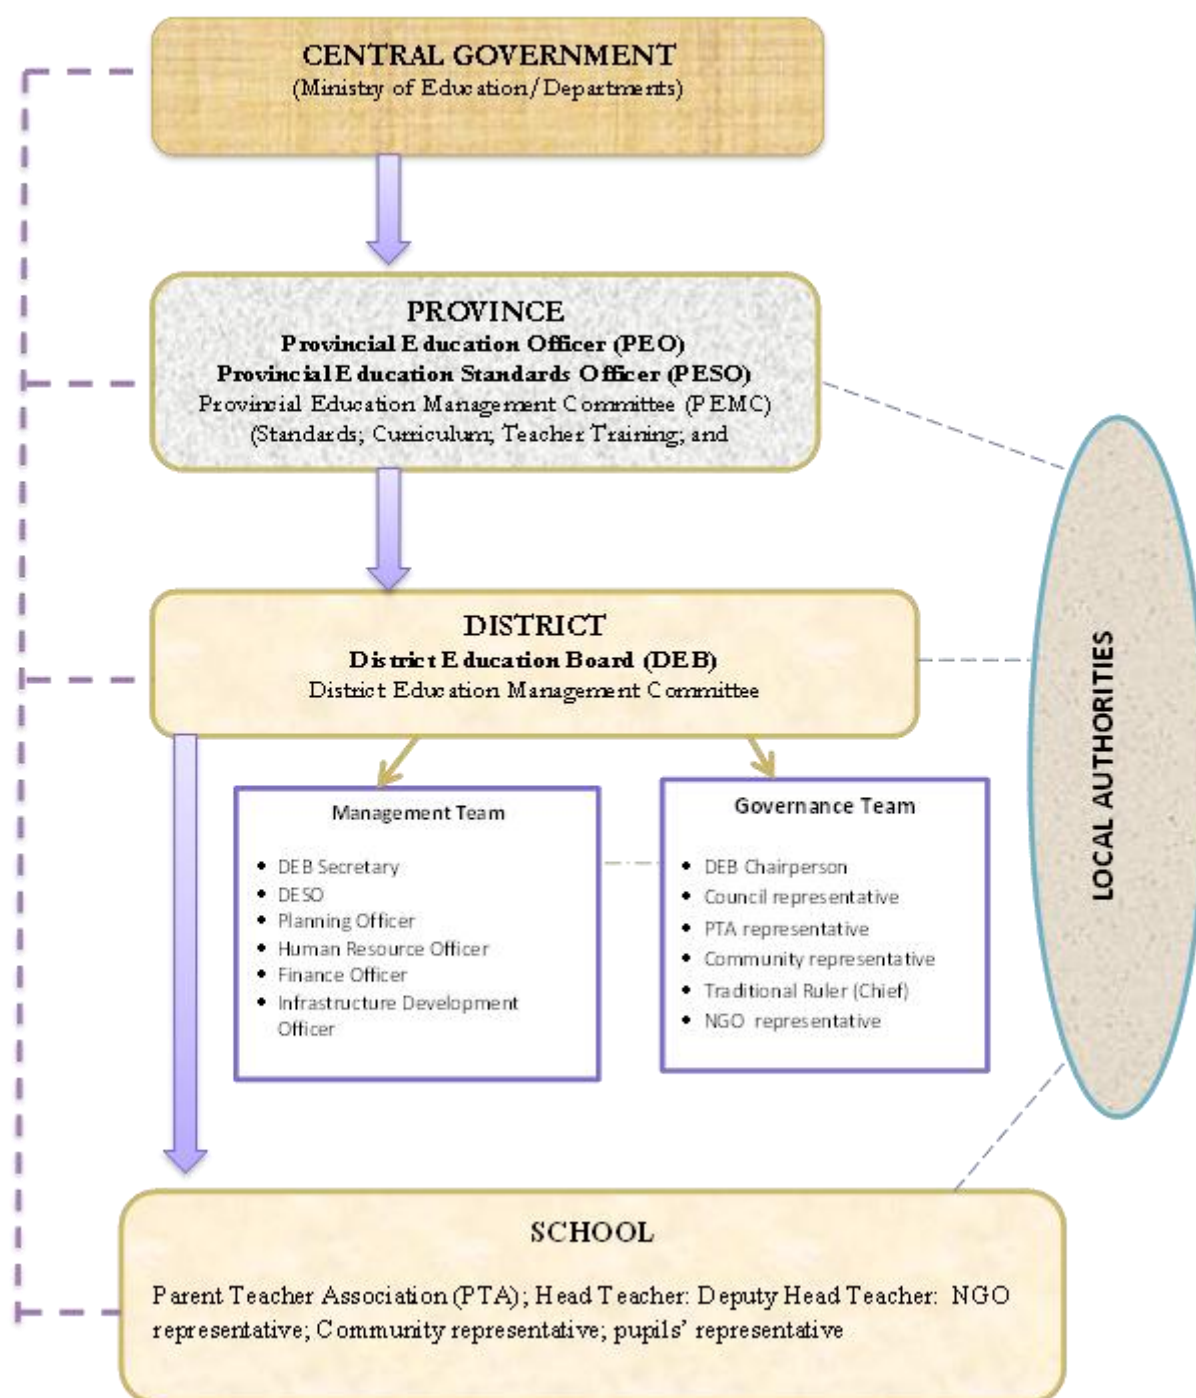 CENTRAL GOVERNMENT
(Ministry of Education/Departments)
PROVINCE
Provincial Education Officer (PEO)
Provincial Education Standards Officer (PESO)
Provincial Education Management Committee (PEMC)
(Standards; Curriculum; Teacher Training; and
DISTRICT
District Education Board (DEB)
District Education Management Committee
Management Team
• DEB Secretary
• DESO
• Planning Officer
• Human Resource Officer
• Finance Officer
• Infrastructure Development
Officer
Governance Team
• DEB Chairperson
• Council representative
• PTA representative
• Community representative
• Traditional Ruler (Chief)
• NGO representative
LOCAL AUTHORITIES
SCHOOL
Parent Teacher Association (PTA); Head Teacher: Deputy Head Teacher: NGO
representative; Community representative; pupils’ representative